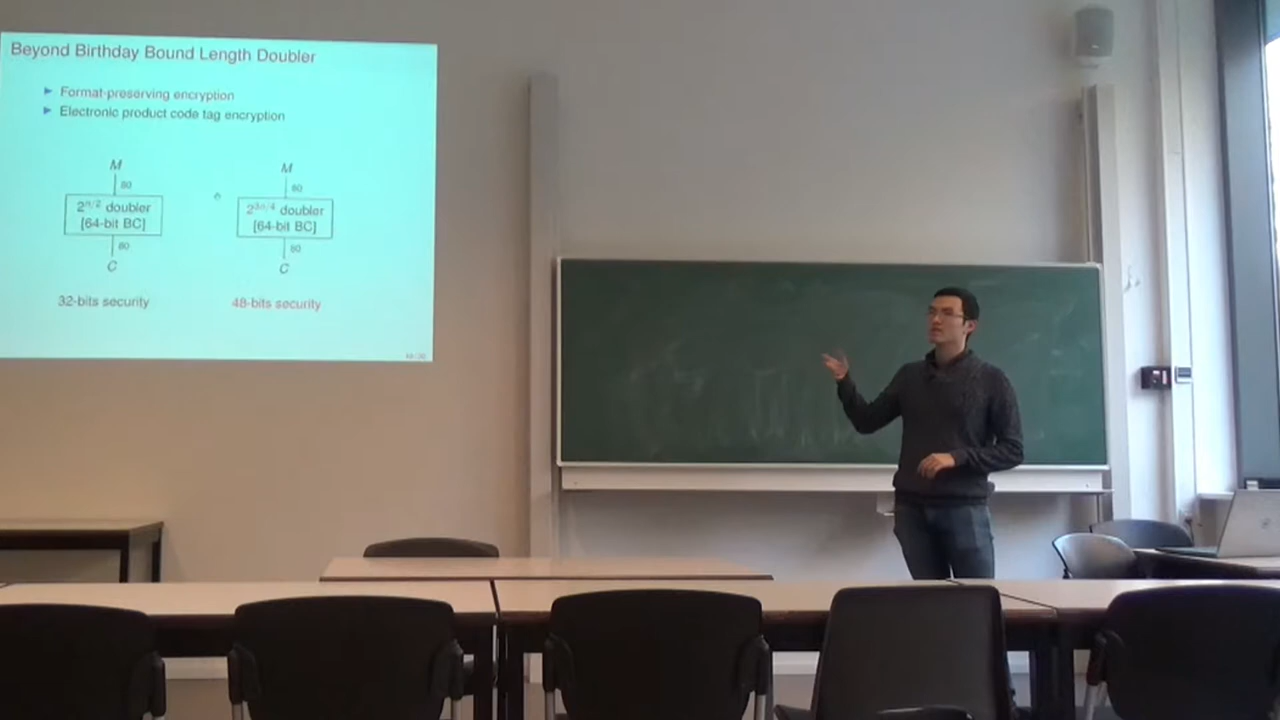 Beyond Birthday Bound Length Doubler
► Format-preserving encryption
► Electronic product code tag encryption
M M
80 80
2^{n/2} doubler 2^{3n/4} doubler
[64-bit BC] [64-bit BC]
80 80
C C
32-bits security 48-bits security